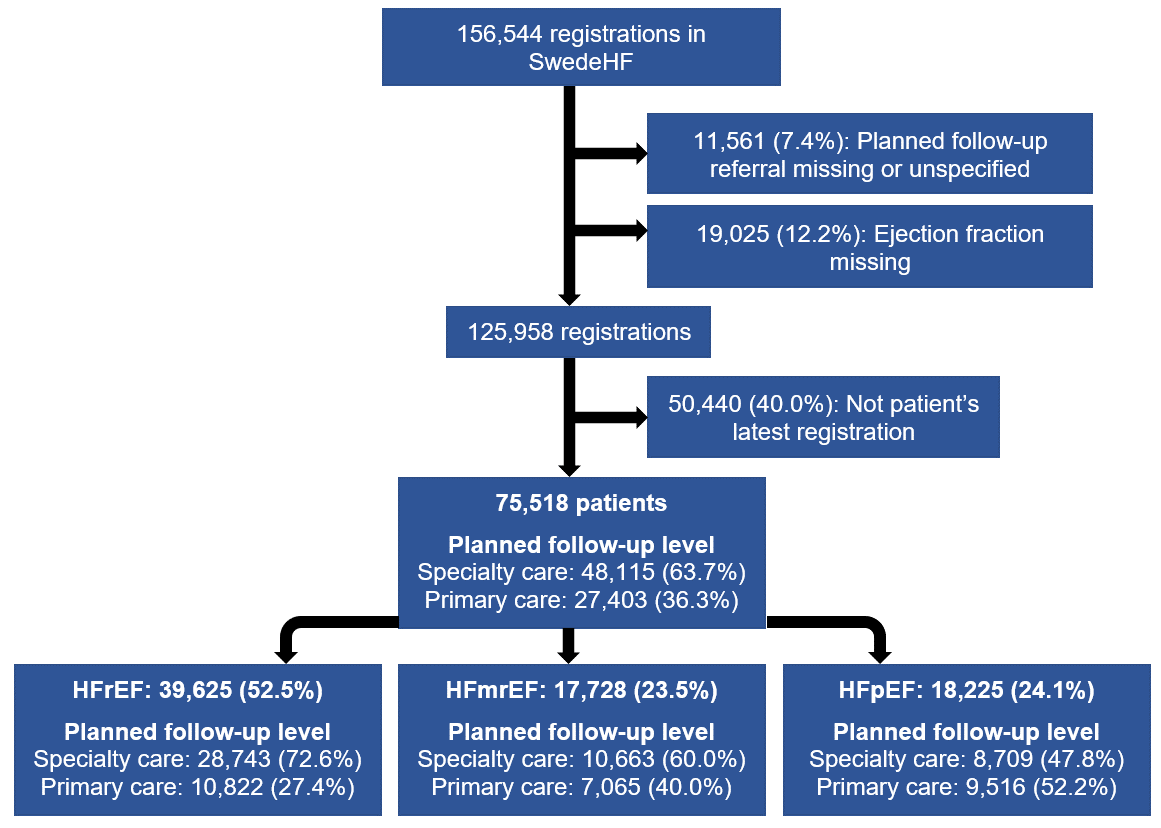 156,544 registrations in
SwedeHF
11,561 (7.4%): Planned follow-up
referral missing or unspecified
19,025 (12.2%): Ejection fraction
missing
125,958 registrations
50,440 (40.0%): Not patient’s
latest registration
75,518 patients
Planned follow-up level
Specialty care: 48,115 (63.7%)
Primary care: 27,403 (36.3%)
HFrEF: 39,625 (52.5%)
Planned follow-up level
Specialty care: 28,743 (72.6%)
Primary care: 10,822 (27.4%)
HFmrEF: 17,728 (23.5%)
Planned follow-up level
Specialty care: 10,663 (60.0%)
Primary care: 7,065 (40.0%)
HFpEF: 18,225 (24.1%)
Planned follow-up level
Specialty care: 8,709 (47.8%)
Primary care: 9,516 (52.2%)